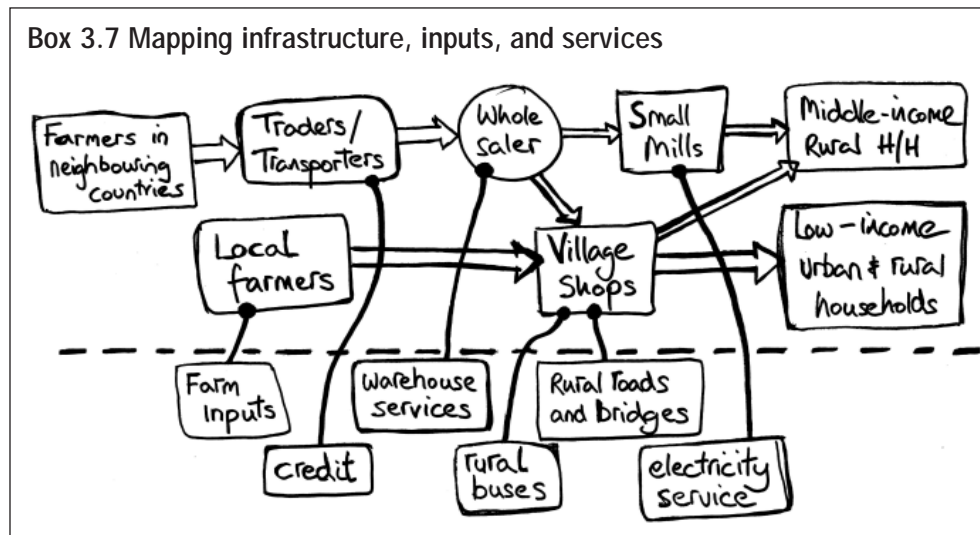 Box 3.7 Mapping infrastructure, inputs, and services
Farmers in
neighbouring
countries
Traders/
Transporters
Whole
saler
Small
Mills
Middle-income
Rural H/H
Local
farmers
Village
Shops
Low-income
urban & rural
households
Farm
Inputs
warehouse
services
Rural roads
and bridges
credit
rural
buses
electricity
service